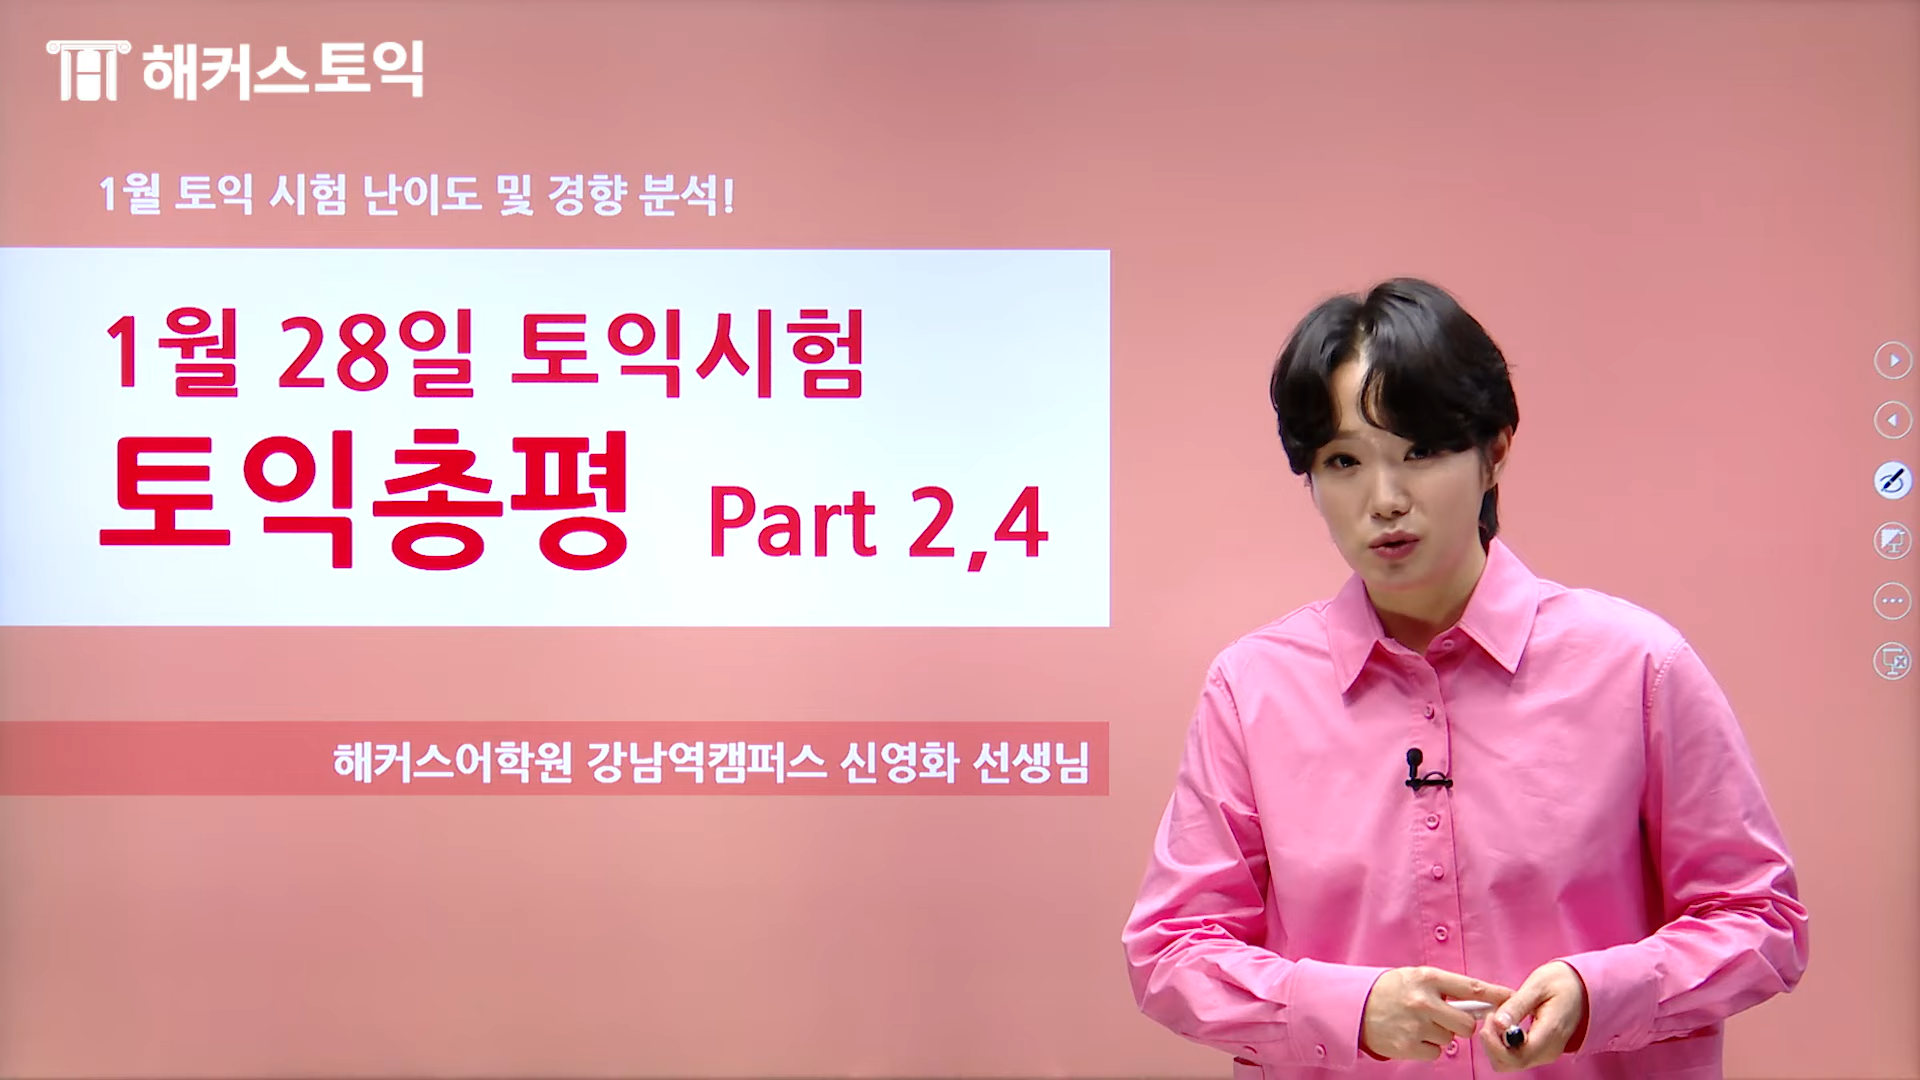 해커스토익
1월 토익 시험 난이도 및 경향 분석!
1월 28일 토익시험
토익총평 Part 2,4
해커스어학원 강남역캠퍼스 신영화 선생님